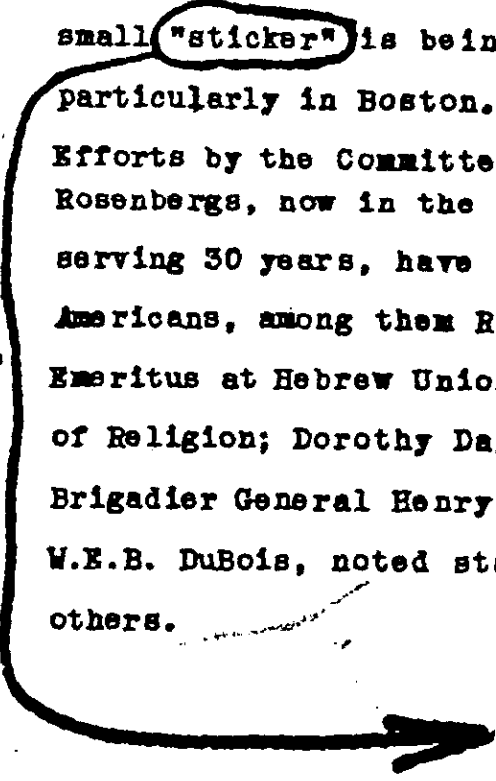 small "sticker" is bein
particularly in Boston.
Efforts by the Committe
Rosenbergs, now in the
serving 30 years, have
Americans, among them R
Emeritus at Hebrew Unio
of Religion; Dorothy Da
Brigadier General Henry
W.E.B. DuBois, noted sta
others.